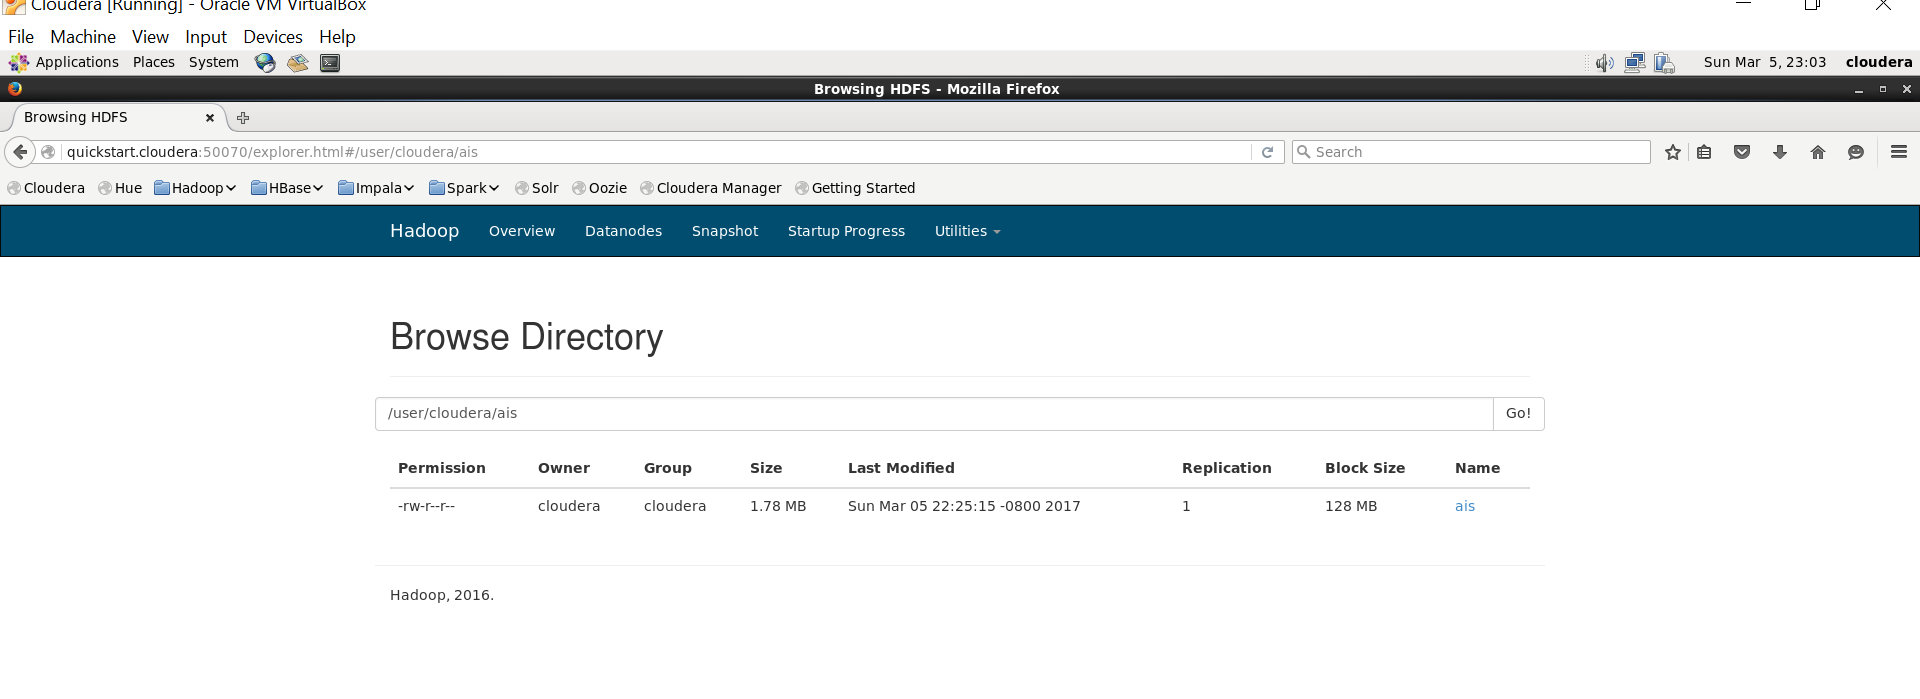 Cloudera [Running] - Oracle VM VirtualBox
File Machine View Input Devices Help
Applications Places System Sun Mar 5, 23:03 cloudera
Browsing HDFS - Mozilla Firefox
Browsing HDFS
quickstart.cloudera:50070/explorer.html#/user/cloudera/ais Search
Cloudera Hue Hadoop HBase Impala Spark Solr Oozie Cloudera Manager Getting Started
Hadoop Overview Datanodes Snapshot Startup Progress Utilities
Browse Directory
/user/cloudera/ais Go!
Permission Owner Group Size Last Modified Replication Block Size Name
-rw-r--r-- cloudera cloudera 1.78 MB Sun Mar 05 22:25:15 -0800 2017 1 128 MB ais
Hadoop, 2016.